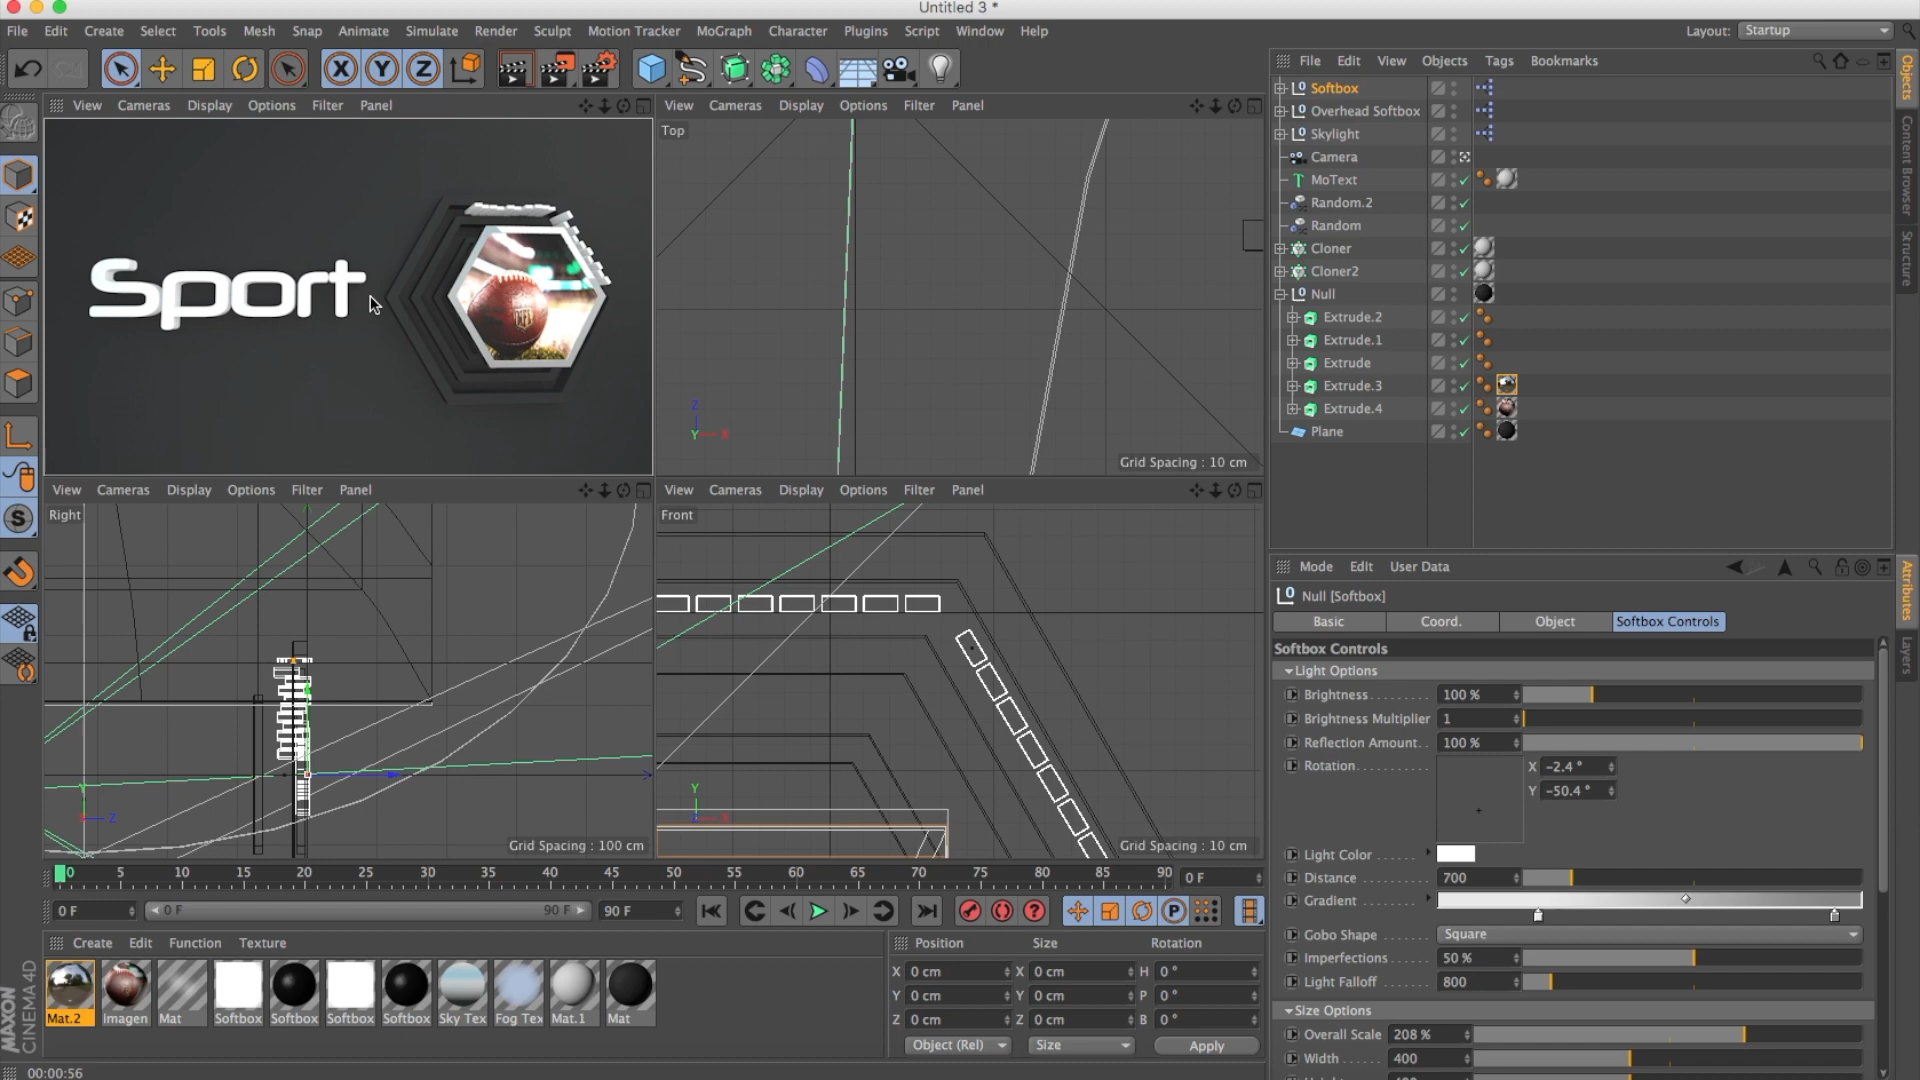 Untitled 3 *
File Edit Create Select Tools Mesh Snap Animate Simulate Render Sculpt Motion Tracker MoGraph Character Plugins Script Window Help Layout: Startup
X Y Z
View Cameras Display Options Filter Panel
View Cameras Display Options Filter Panel
Top
Sport
Grid Spacing : 10 cm
View Cameras Display Options Filter Panel
View Cameras Display Options Filter Panel
Right
Front
Grid Spacing : 100 cm
Grid Spacing : 10 cm
0 5 10 15 20 25 30 35 40 45 50 55 60 65 70 75 80 85 90 0 F
0 F 0 F 90 F 90 F
Create Edit Function Texture
Mat.2 Imagen Mat Softbox Softbox Softbox Softbox Sky Tex Fog Tex Mat.1 Mat
Position Size Rotation
X 0 cm X 0 cm H 0 °
Y 0 cm Y 0 cm P 0 °
Z 0 cm Z 0 cm B 0 °
Object (Rel) Size Apply
MAXON
CINEMA 4D
00:00:56
File Edit View Objects Tags Bookmarks
Softbox
Overhead Softbox
Skylight
Camera
MoText
Random.2
Random
Cloner
Cloner2
Null
Extrude.2
Extrude.1
Extrude
Extrude.3
Extrude.4
Plane
Objects
Content Browser
Structure
Mode Edit User Data
Null [Softbox]
Basic Coord. Object Softbox Controls
Softbox Controls
Light Options
Brightness 100 %
Brightness Multiplier 1
Reflection Amount 100 %
Rotation X -2.4 °
Y -50.4 °
Light Color
Distance 700
Gradient
Gobo Shape Square
Imperfections 50 %
Light Falloff 800
Size Options
Overall Scale 208 %
Width 400
Attributes
Layers